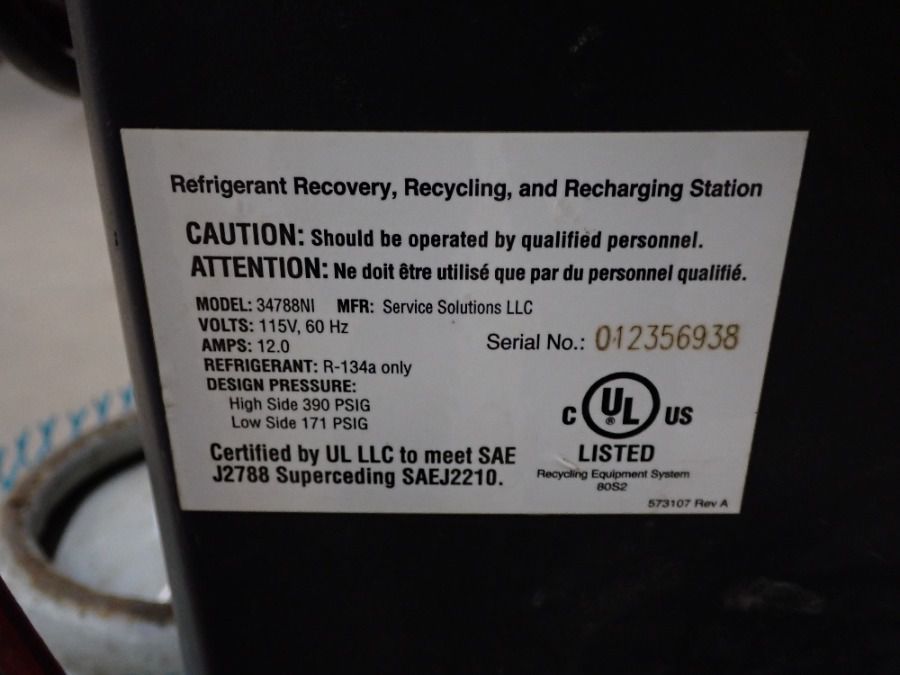 Refrigerant Recovery, Recycling, and Recharging Station
CAUTION: Should be operated by qualified personnel.
ATTENTION: Ne doit être utilisé que par du personnel qualifié.
MODEL: 34788NI MFR: Service Solutions LLC
VOLTS: 115V, 60 Hz
AMPS: 12.0
Serial No.: 012356938
REFRIGERANT: R-134a only
DESIGN PRESSURE:
High Side 390 PSIG
Low Side 171 PSIG
C UL ® US
LISTED
Certified by UL LLC to meet SAE
J2788 Superceding SAEJ2210.
Recycling Equipment System
80S2
573107 Rev A